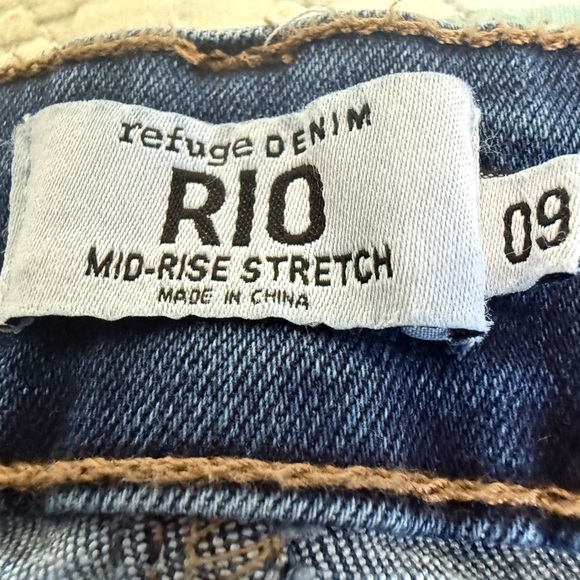 refuge DENIM
RIO
MID-RISE STRETCH
MADE IN CHINA
09